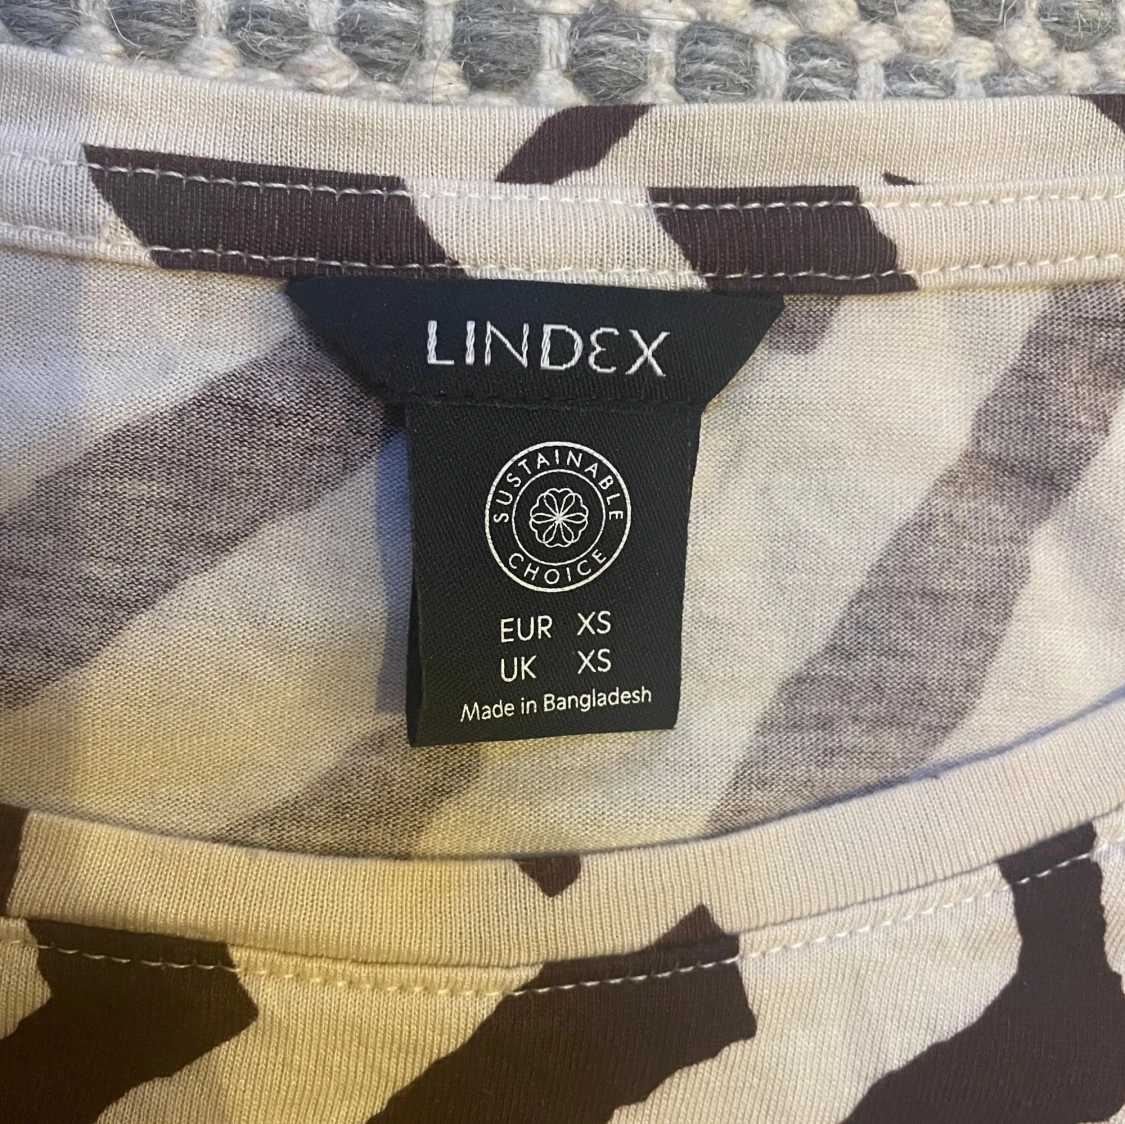 LINDEX
SUSTAINABLE
CHOICE
EUR XS
UK XS
Made in Bangladesh